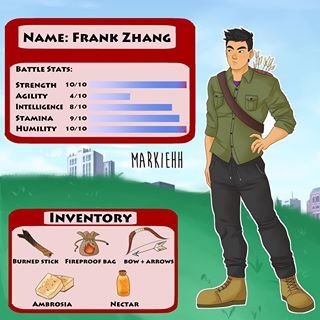 Name: Frank Zhang
Battle Stats:
Strength 10/10
Agility 4/10
Intelligence 8/10
Stamina 9/10
Humility 10/10
MARKIEHH
Inventory
Burned stick Fireproof bag Bow + arrows
Ambrosia Nectar